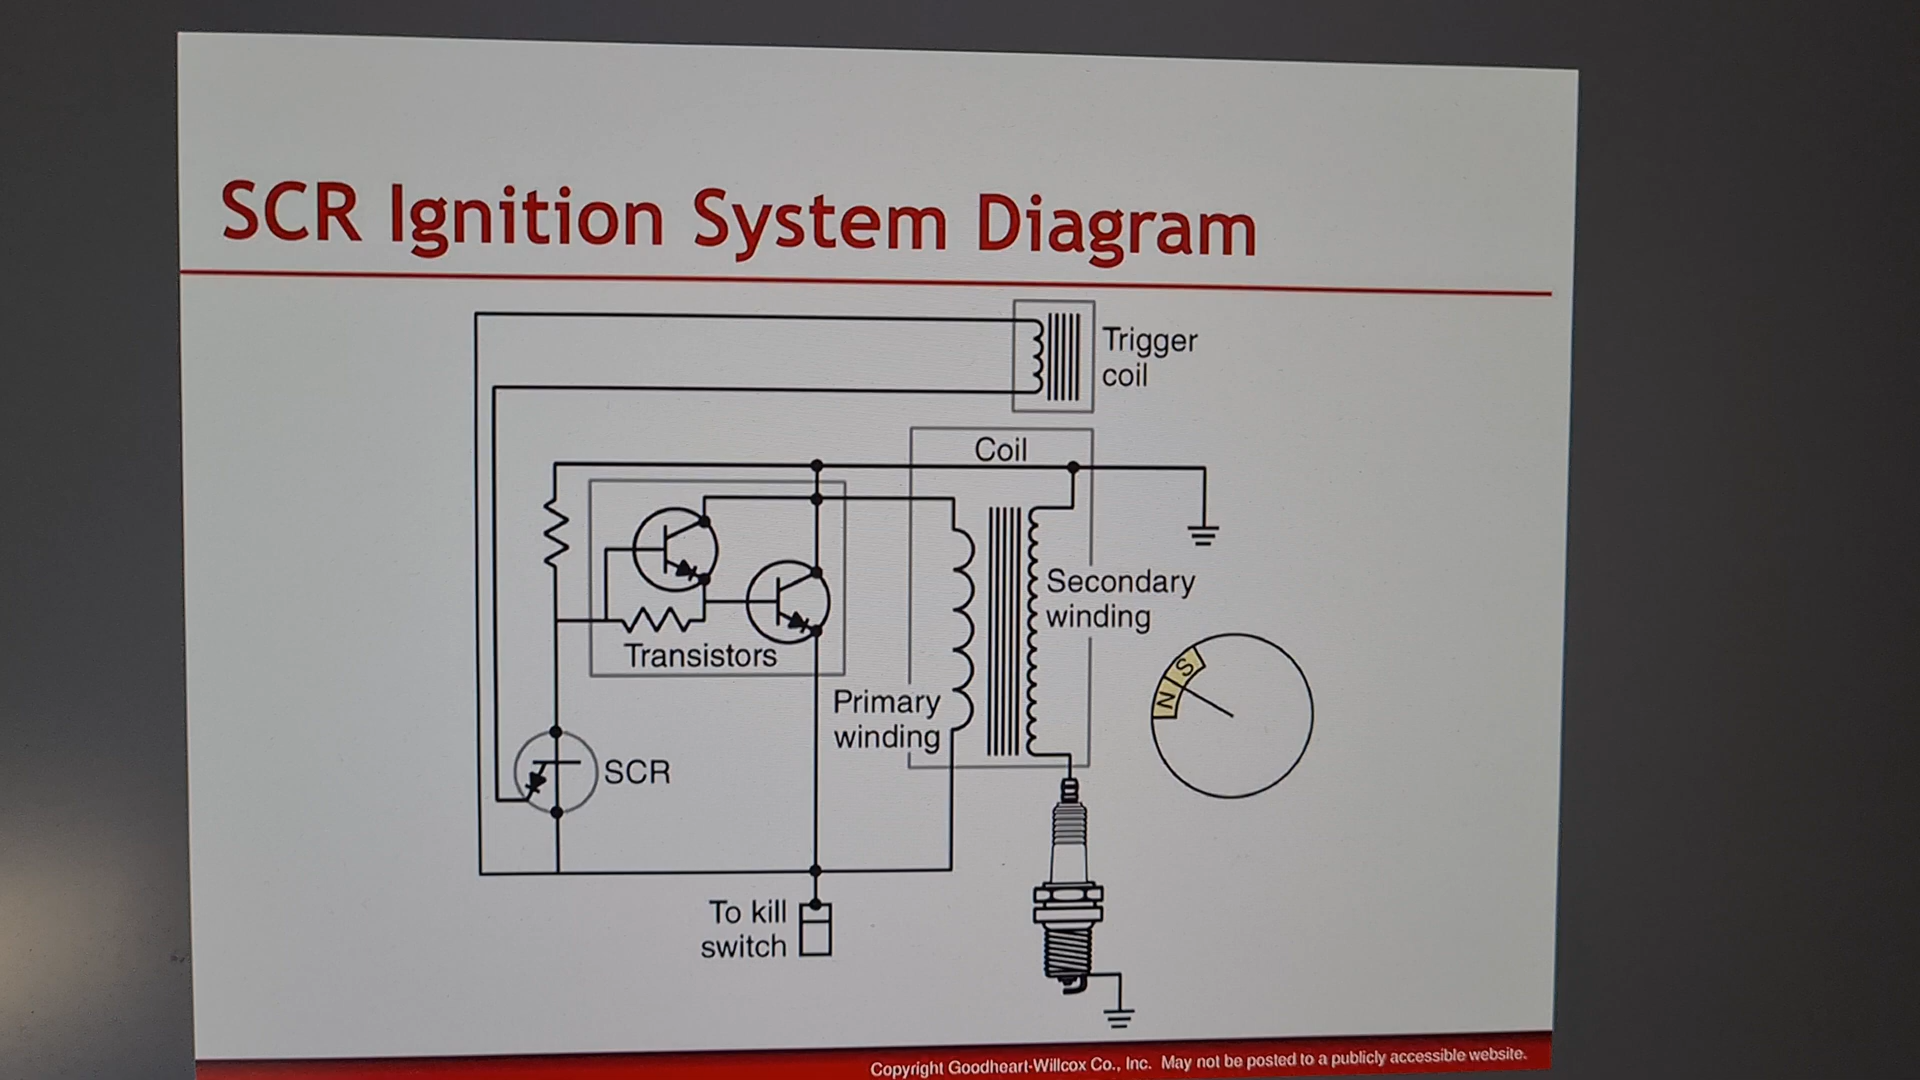 SCR Ignition System Diagram
Trigger
coil
Coil
Secondary
winding
Transistors
S
N
Primary
winding
SCR
To kill
switch
Copyright Goodheart-Willcox Co., Inc. May not be posted to a publicly accessible website.